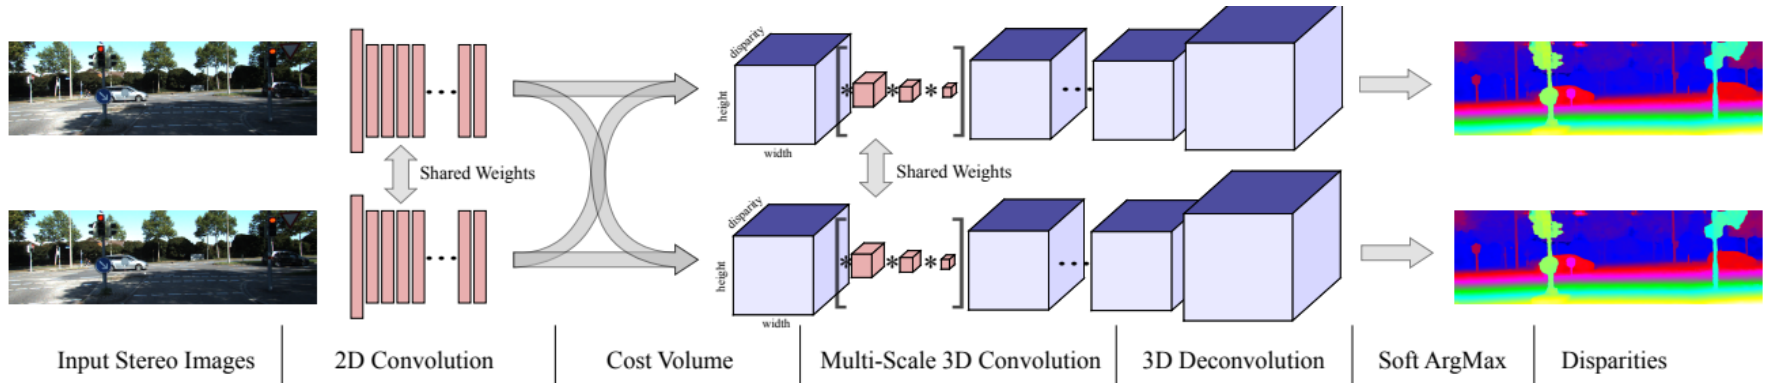 disparity
height
width
Shared Weights
Shared Weights
disparity
height
width
Input Stereo Images
2D Convolution
Cost Volume
Multi-Scale 3D Convolution
3D Deconvolution
Soft ArgMax
Disparities